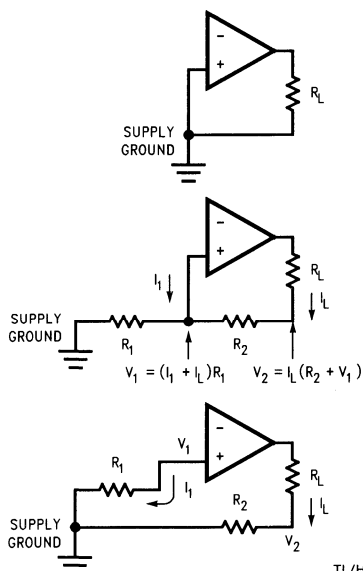 −
+
R_L
SUPPLY
GROUND
−
+
R_L
I_1
I_L
SUPPLY
GROUND
R_1
R_2
V_1 = (I_1 + I_L)R_1
V_2 = I_L(R_2 + V_1)
−
+
V_1
R_1
I_1
R_L
R_2
I_L
SUPPLY
GROUND
V_2